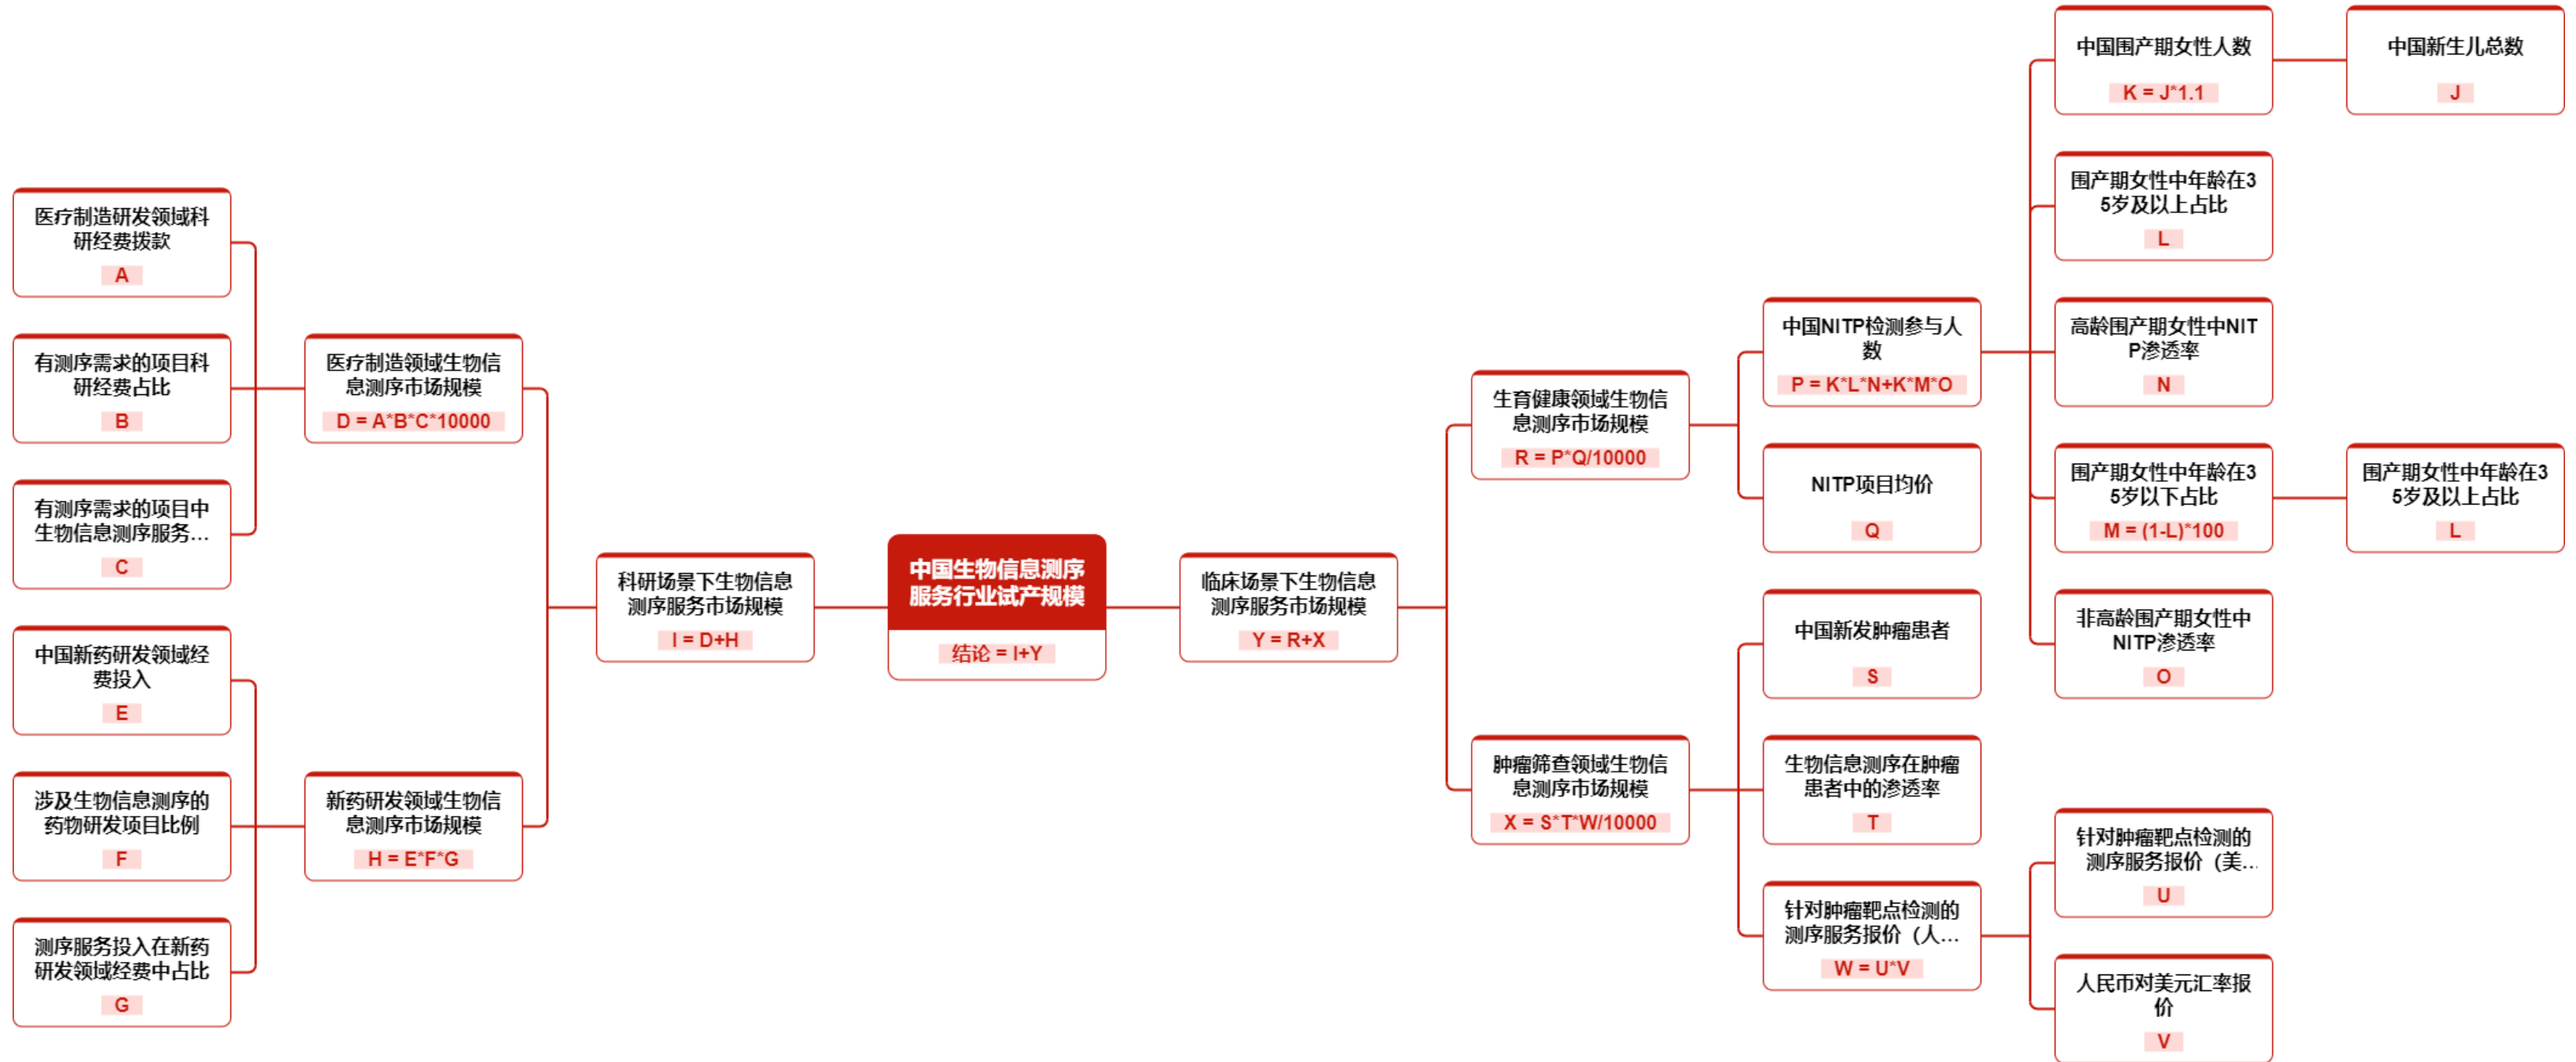 中国围产期女性人数
K = J*1.1
中国新生儿总数
J
围产期女性中年龄在3
5岁及以上占比
L
医疗制造研发领域科
研经费拨款
A
中国NITP检测参与人
数
P = K*L*N+K*M*O
高龄围产期女性中NIT
P渗透率
N
有测序需求的项目科
研经费占比
B
医疗制造领域生物信
息测序市场规模
D = A*B*C*10000
生育健康领域生物信
息测序市场规模
R = P*Q/10000
NITP项目均价
Q
围产期女性中年龄在3
5岁以下占比
M = (1-L)*100
围产期女性中年龄在3
5岁及以上占比
L
有测序需求的项目中
生物信息测序服务...
C
科研场景下生物信息
测序服务市场规模
I = D+H
中国生物信息测序
服务行业试产规模
结论 = I+Y
临床场景下生物信息
测序服务市场规模
Y = R+X
中国新发肿瘤患者
S
非高龄围产期女性中
NITP渗透率
O
中国新药研发领域经
费投入
E
涉及生物信息测序的
药物研发项目比例
F
新药研发领域生物信
息测序市场规模
H = E*F*G
肿瘤筛查领域生物信
息测序市场规模
X = S*T*W/10000
生物信息测序在肿瘤
患者中的渗透率
T
针对肿瘤靶点检测的
测序服务报价（美...
U
测序服务投入在新药
研发领域经费中占比
G
针对肿瘤靶点检测的
测序服务报价（人...
W = U*V
人民币对美元汇率报
价
V